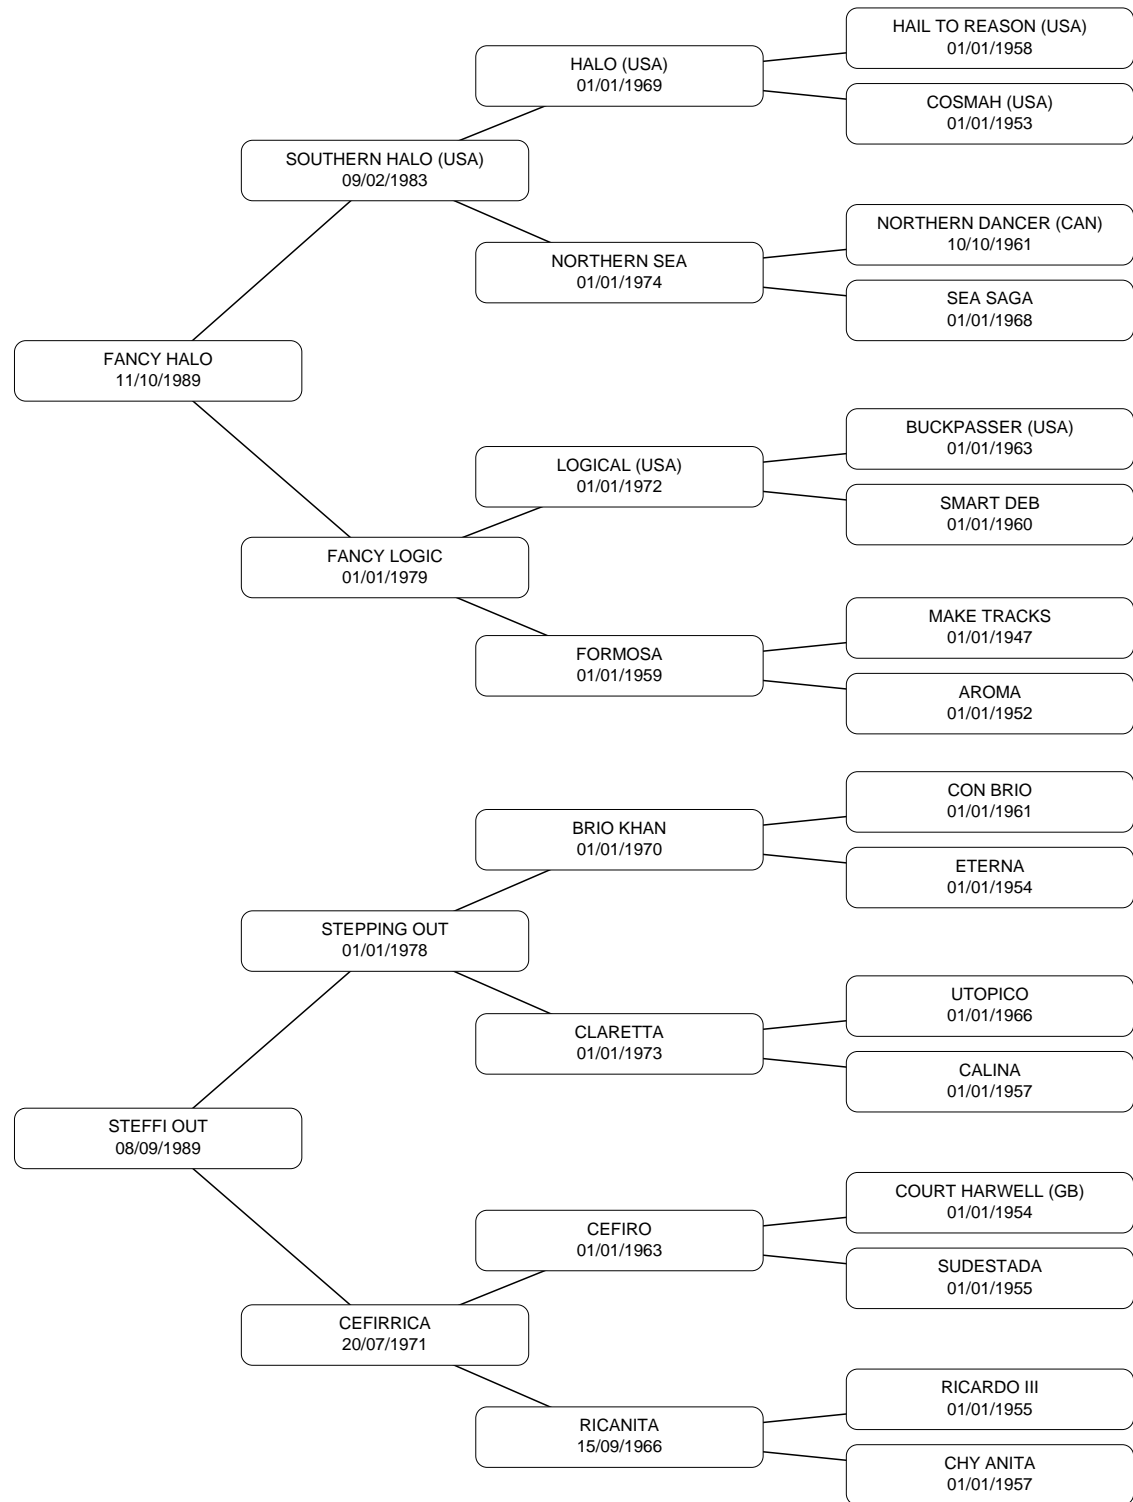 HAIL TO REASON (USA)
01/01/1958
HALO (USA)
01/01/1969
COSMAH (USA)
01/01/1953
SOUTHERN HALO (USA)
09/02/1983
NORTHERN DANCER (CAN)
10/10/1961
NORTHERN SEA
01/01/1974
SEA SAGA
01/01/1968
FANCY HALO
11/10/1989
BUCKPASSER (USA)
01/01/1963
LOGICAL (USA)
01/01/1972
SMART DEB
01/01/1960
FANCY LOGIC
01/01/1979
MAKE TRACKS
01/01/1947
FORMOSA
01/01/1959
AROMA
01/01/1952
CON BRIO
01/01/1961
BRIO KHAN
01/01/1970
ETERNA
01/01/1954
STEPPING OUT
01/01/1978
UTOPICO
01/01/1966
CLARETTA
01/01/1973
CALINA
01/01/1957
STEFFI OUT
08/09/1989
COURT HARWELL (GB)
01/01/1954
CEFIRO
01/01/1963
SUDESTADA
01/01/1955
CEFIRRICA
20/07/1971
RICARDO III
01/01/1955
RICANITA
15/09/1966
CHY ANITA
01/01/1957